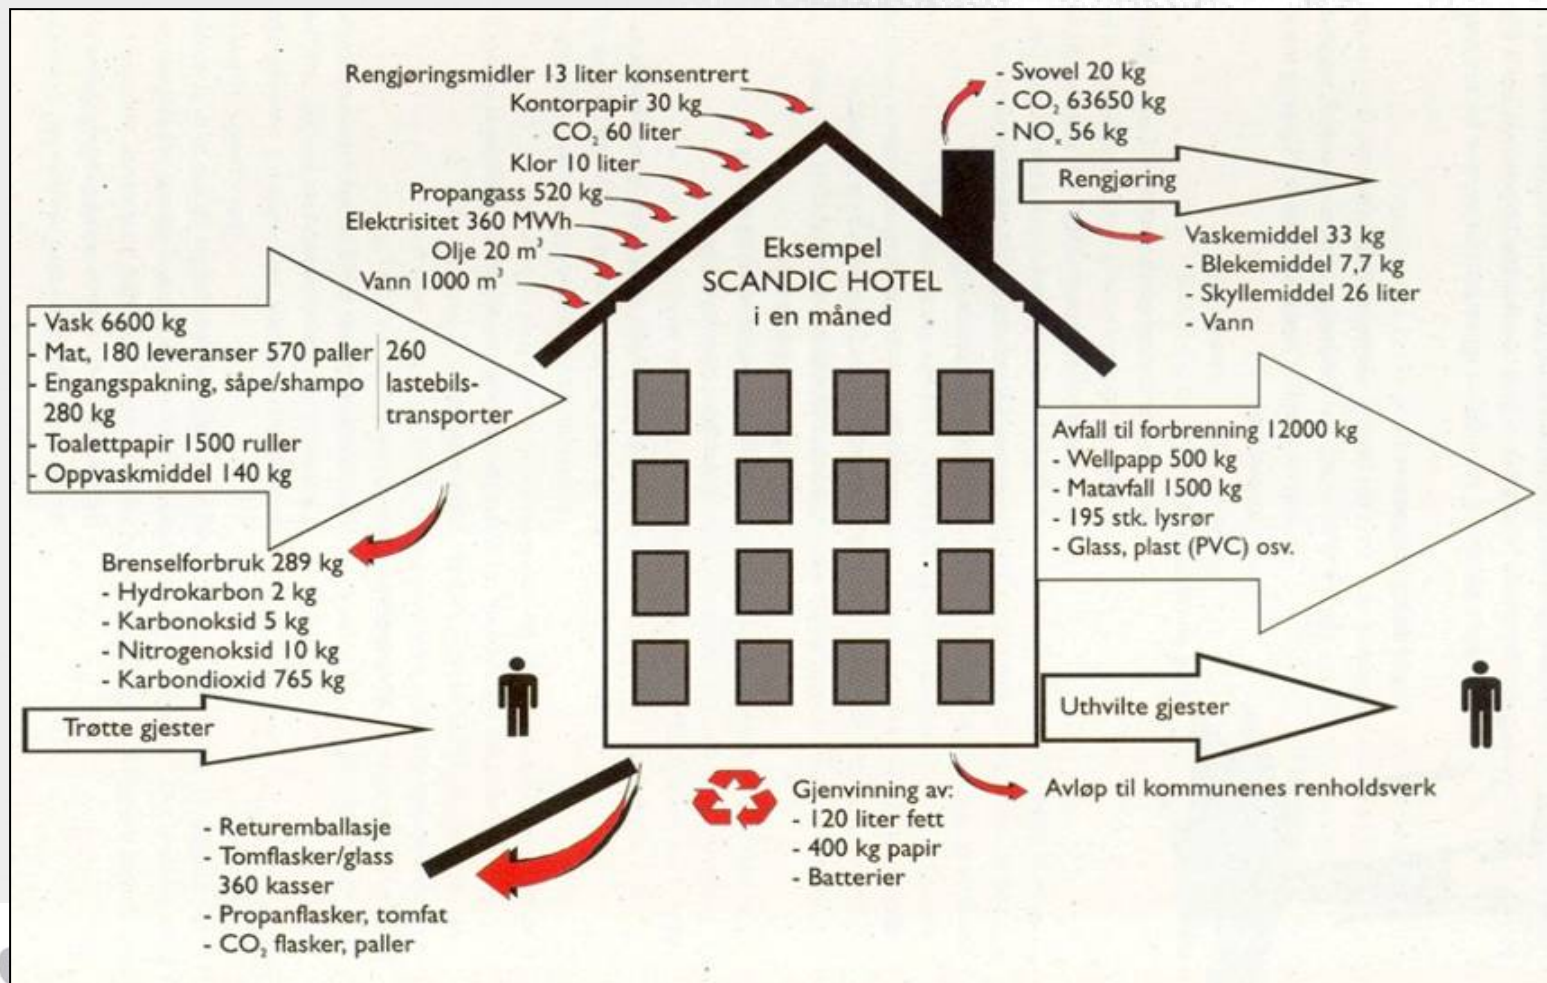 Rengjøringsmidler 13 liter konsentrert
Kontorpapir 30 kg
CO₂ 60 liter
Klor 10 liter
Propangass 520 kg
Elektrisitet 360 MWh
Olje 20 m³
Vann 1000 m³
- Svovel 20 kg
- CO₂ 63650 kg
- NOₓ 56 kg
Rengjøring
Vaskemiddel 33 kg
- Blekemiddel 7,7 kg
- Skyllemiddel 26 liter
- Vann
Eksempel
SCANDIC HOTEL
i en måned
- Vask 6600 kg
- Mat, 180 leveranser 570 paller
- Engangspakning, såpe/shampo
280 kg
- Toalettpapir 1500 ruller
- Oppvaskmiddel 140 kg
260
lastebils-
transporter
Brenselforbruk 289 kg
- Hydrokarbon 2 kg
- Karbonoksid 5 kg
- Nitrogenoksid 10 kg
- Karbondioxid 765 kg
Avfall til forbrenning 12000 kg
- Wellpapp 500 kg
- Matavfall 1500 kg
- 195 stk. lysrør
- Glass, plast (PVC) osv.
Trøtte gjester
Uthvilte gjester
- Returemballasje
- Tomflasker/glass
360 kasser
- Propanflasker, tomfat
- CO₂ flasker, paller
Gjenvinning av:
- 120 liter fett
- 400 kg papir
- Batterier
Avløp til kommunenes renholdsverk